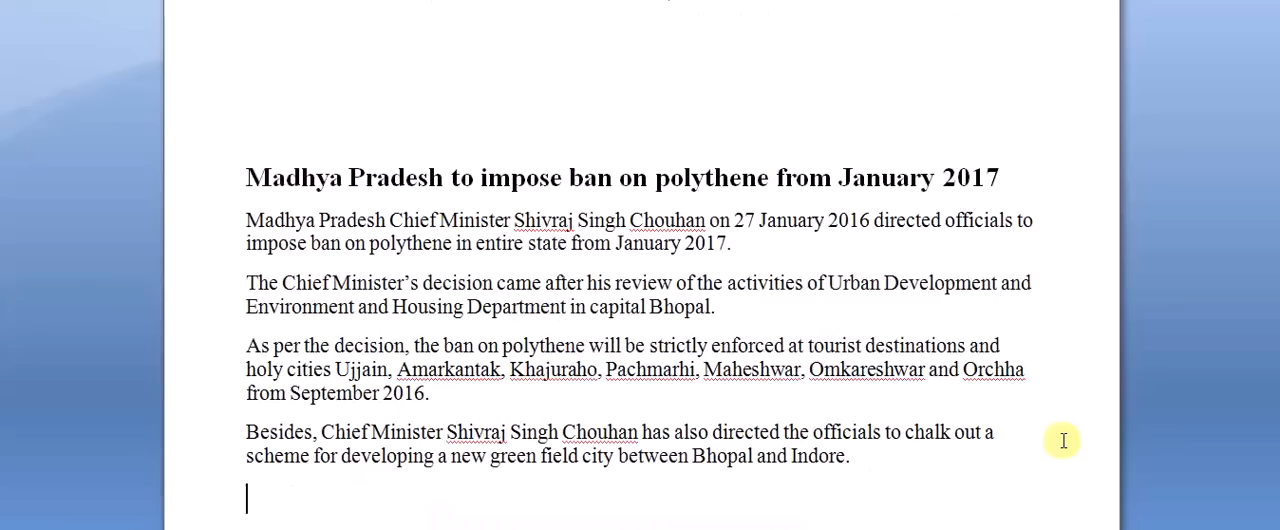 Madhya Pradesh to impose ban on polythene from January 2017
Madhya Pradesh Chief Minister Shivraj Singh Chouhan on 27 January 2016 directed officials to
impose ban on polythene in entire state from January 2017.
The Chief Minister’s decision came after his review of the activities of Urban Development and
Environment and Housing Department in capital Bhopal.
As per the decision, the ban on polythene will be strictly enforced at tourist destinations and
holy cities Ujjain, Amarkantak, Khajuraho, Pachmarhi, Maheshwar, Omkareshwar and Orchha
from September 2016.
Besides, Chief Minister Shivraj Singh Chouhan has also directed the officials to chalk out a
scheme for developing a new green field city between Bhopal and Indore.